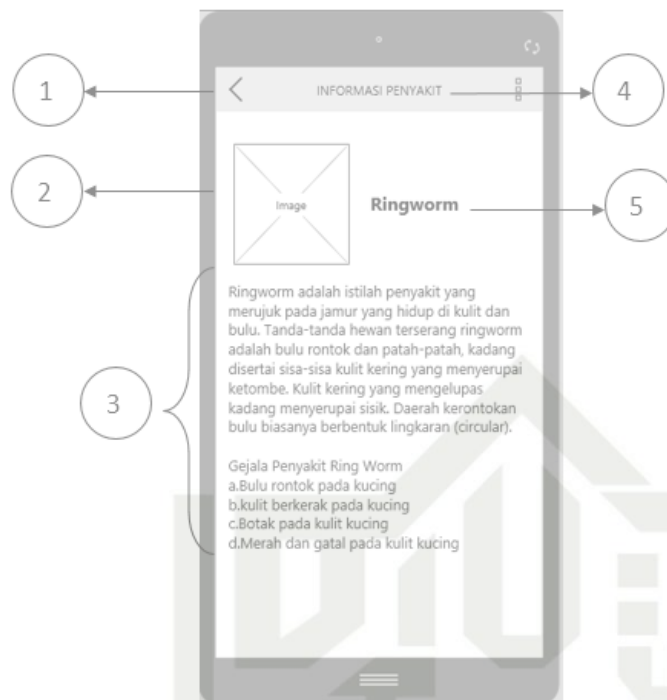 1
INFORMASI PENYAKIT
4
2
Image
Ringworm
5
Ringworm adalah istilah penyakit yang
merujuk pada jamur yang hidup di kulit dan
bulu. Tanda-tanda hewan terserang ringworm
adalah bulu rontok dan patah-patah, kadang
disertai sisa-sisa kulit kering yang menyerupai
ketombe. Kulit kering yang mengelupas
kadang menyerupai sisik. Daerah kerontokan
bulu biasanya berbentuk lingkaran (circular).
3
Gejala Penyakit Ring Worm
a.Bulu rontok pada kucing
b.kulit berkerak pada kucing
c.Botak pada kulit kucing
d.Merah dan gatal pada kulit kucing